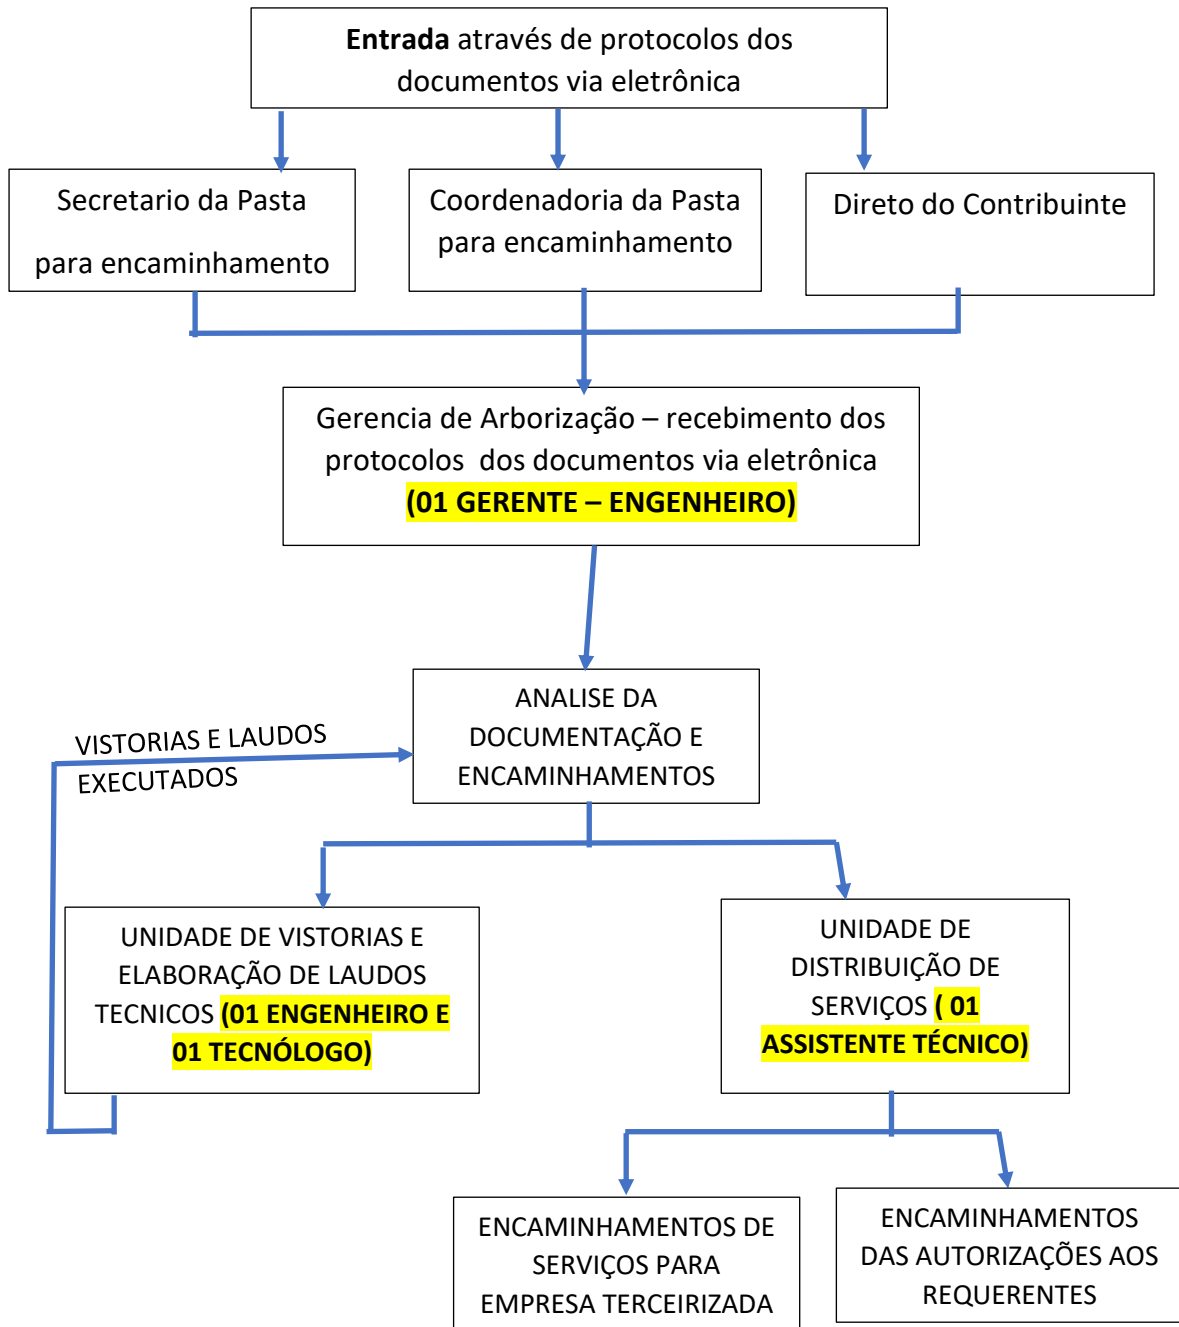 Entrada através de protocolos dos
documentos via eletrônica
Secretario da Pasta
para encaminhamento
Coordenadoria da Pasta
para encaminhamento
Direto do Contribuinte
Gerencia de Arborização – recebimento dos
protocolos dos documentos via eletrônica
(01 GERENTE – ENGENHEIRO)
ANALISE DA
DOCUMENTAÇÃO E
ENCAMINHAMENTOS
VISTORIAS E LAUDOS
EXECUTADOS
UNIDADE DE VISTORIAS E
ELABORAÇÃO DE LAUDOS
TECNICOS (01 ENGENHEIRO E
01 TECNÓLOGO)
UNIDADE DE
DISTRIBUIÇÃO DE
SERVIÇOS ( 01
ASSISTENTE TÉCNICO)
ENCAMINHAMENTOS DE
SERVIÇOS PARA
EMPRESA TERCEIRIZADA
ENCAMINHAMENTOS
DAS AUTORIZAÇÕES AOS
REQUERENTES